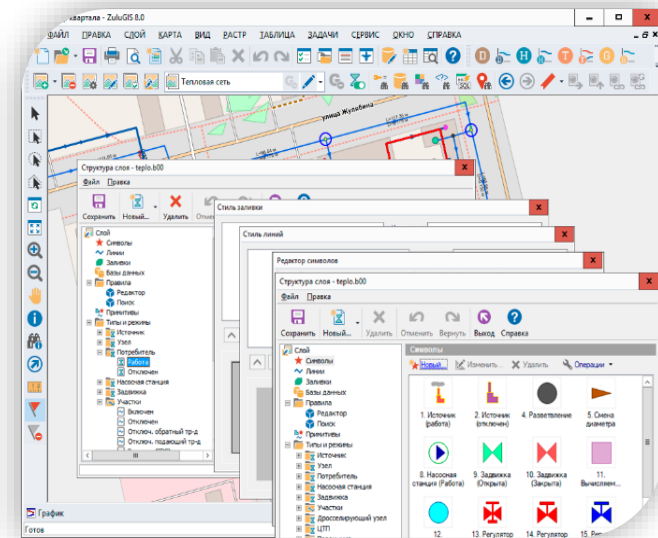 квартала - ZuluGIS 8.0
ФАЙЛ ПРАВКА СЛОЙ КАРТА ВИД РАСТР ТАБЛИЦА ЗАДАЧИ СЕРВИС ОКНО СПРАВКА
Тепловая сеть
улица Жулябина
Структура слоя - teplo.b00
Файл Правка
Сохранить Новый... Удалить
Слой
Символы
Линии
Заливки
Базы данных
Правила
Редактор
Поиск
Примитивы
Типы и режимы
Источник
Узел
Потребитель
Работа
Отключен
Насосная станция
Задвижка
Участки
Включен
Отключен
Отключ. обратный тр-д
Отключ. подающий тр-д
Стиль заливки
Стиль линий
Редактор символов
Структура слоя - teplo.b00
Файл Правка
Сохранить Новый... Удалить Отменить Вернуть Выход Справка
Слой
Символы
Линии
Заливки
Базы данных
Правила
Редактор
Поиск
Примитивы
Типы и режимы
Источник
Узел
Потребитель
Насосная станция
Задвижка
Участки
Дросселирующий узел
ЦТП
Символы
Новый... Изменить... Удалить Операции
1. Источник (работа)
2. Источник (отключен)
4. Разветвление
5. Смена диаметра
8. Насосная станция (Работа)
9. Задвижка (Открыта)
10. Задвижка (Закрыта)
11. Вычислен...
12.
13. Регулятор
14. Регулятор
График
Готов